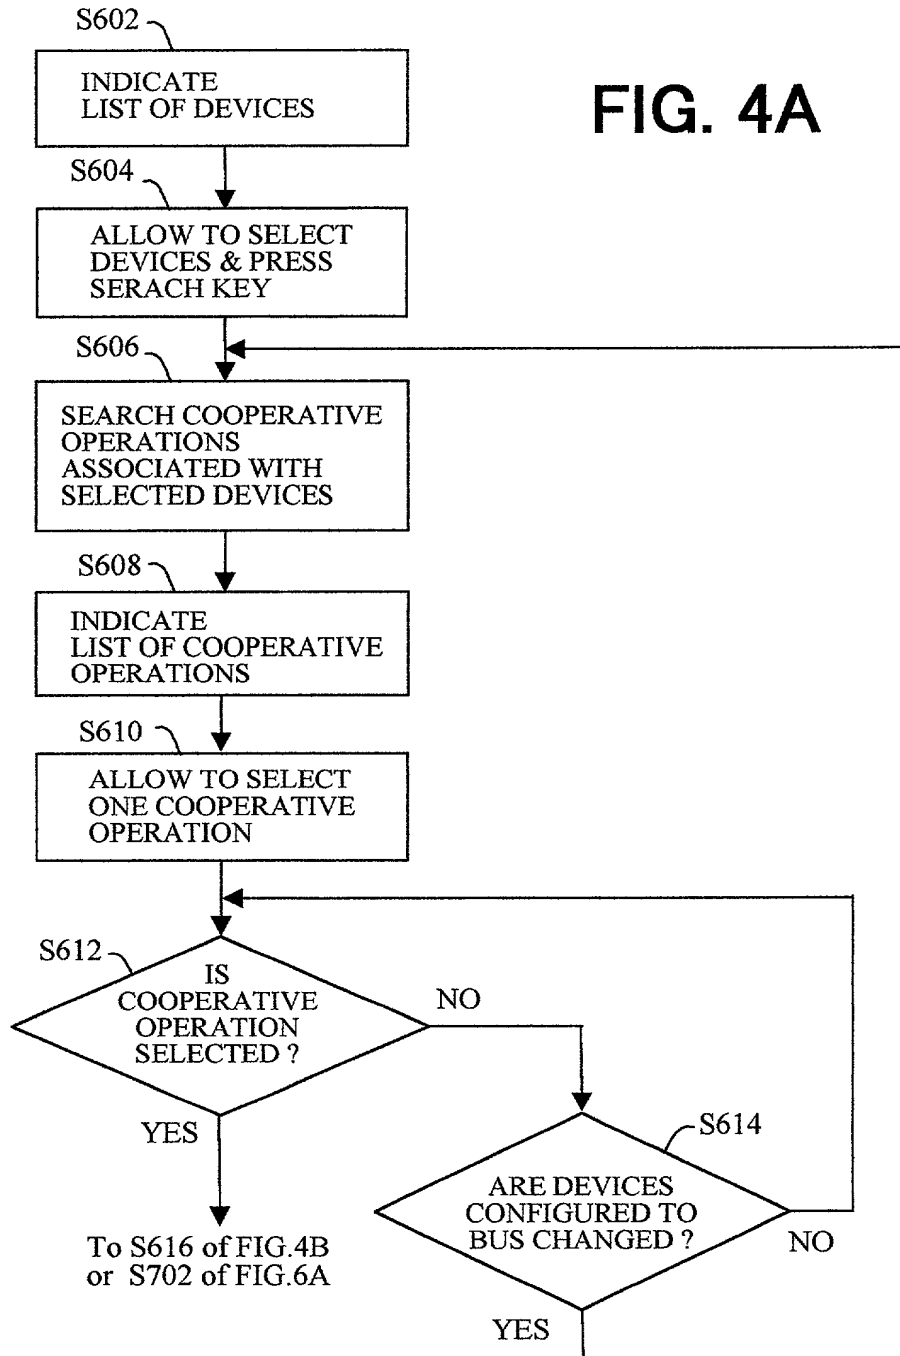 S602
INDICATE
LIST OF DEVICES
FIG. 4A
S604
ALLOW TO SELECT
DEVICES & PRESS
SERACH KEY
S606
SEARCH COOPERATIVE
OPERATIONS
ASSOCIATED WITH
SELECTED DEVICES
S608
INDICATE
LIST OF COOPERATIVE
OPERATIONS
S610
ALLOW TO SELECT
ONE COOPERATIVE
OPERATION
S612
IS
COOPERATIVE
OPERATION
SELECTED ?
NO
YES
S614
ARE DEVICES
CONFIGURED TO
BUS CHANGED ?
NO
To S616 of FIG.4B
or S702 of FIG.6A
YES